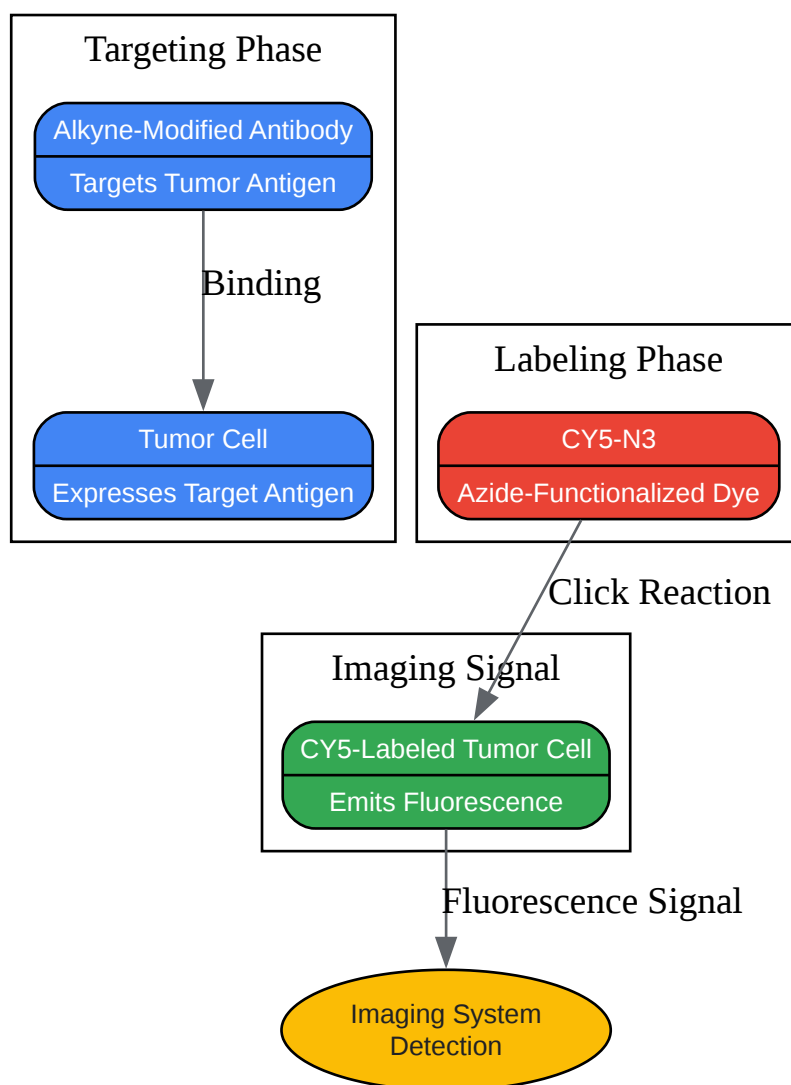 Targeting Phase
Alkyne-Modified Antibody
Targets Tumor Antigen
Binding
Tumor Cell
Expresses Target Antigen
Labeling Phase
CY5-N3
Azide-Functionalized Dye
Click Reaction
Imaging Signal
CY5-Labeled Tumor Cell
Emits Fluorescence
Fluorescence Signal
Imaging System
Detection